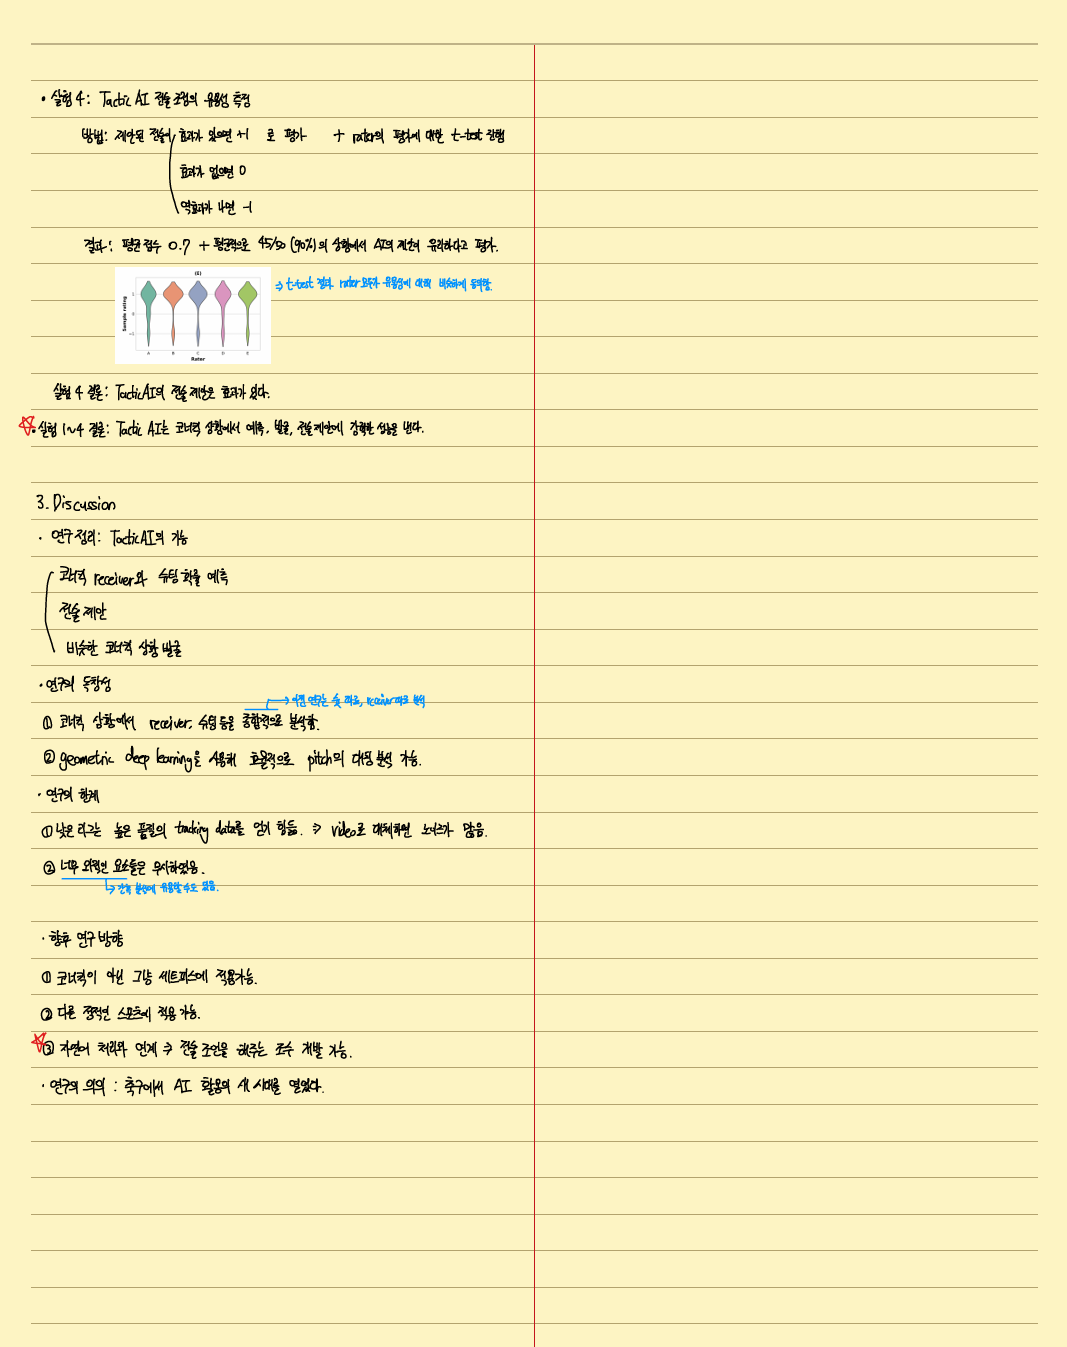 • 실험 4: Tactic AI 전술 조정의 유용성 측정
방법: 제안된 전술이 효과가 있으면 +1 로 평가 + rater의 평가에 대한 t-test 진행
효과가 없으면 0
역효과가 나면 -1
결과: 평균 점수 0.7 + 평균적으로 45/50 (90%)의 상황에서 AI의 제안이 유리하다고 평가.
(E)
⇒ t-test 결과 rater 모두가 유용성에 대해 비슷하게 동의함.
Sample rating
1
0
-1
A B C D E
Rater
실험 4 결론: TacticAI의 전술 제안은 효과가 있다.
• 실험 1~4 결론: Tactic AI는 코너킥 상황에서 예측, 발굴, 전술 제안에 강력한 성능을 낸다.
3. Discussion
· 연구 정리: TacticAI의 기능
코너킥 receiver와 슈팅 확률 예측
전술 제안
비슷한 코너킥 상황 발굴
· 연구의 독창성
→ 이전 연구는 슛 따로, receiver 따로 분석
① 코너킥 상황에서 receiver, 슈팅 등을 종합적으로 분석함.
② geometric deep learning을 사용해 효율적으로 pitch의 대칭 분석 가능.
· 연구의 한계
① 낮은 리그는 높은 품질의 tracking data를 얻기 힘듦. ⇒ video로 대체하면 노이즈가 많음.
② 너무 외적인 요소들은 무시하였음.
↳ 전략 분석에 유용할 수도 있음.
· 향후 연구 방향
① 코너킥이 아닌 그냥 세트피스에 적용가능.
② 다른 정적인 스포츠에 적용 가능.
③ 자연어 처리와 연계 ⇒ 전술 조언을 해주는 조수 개발 가능.
· 연구의 의의 : 축구에서 AI 활용의 새 시대를 열었다.